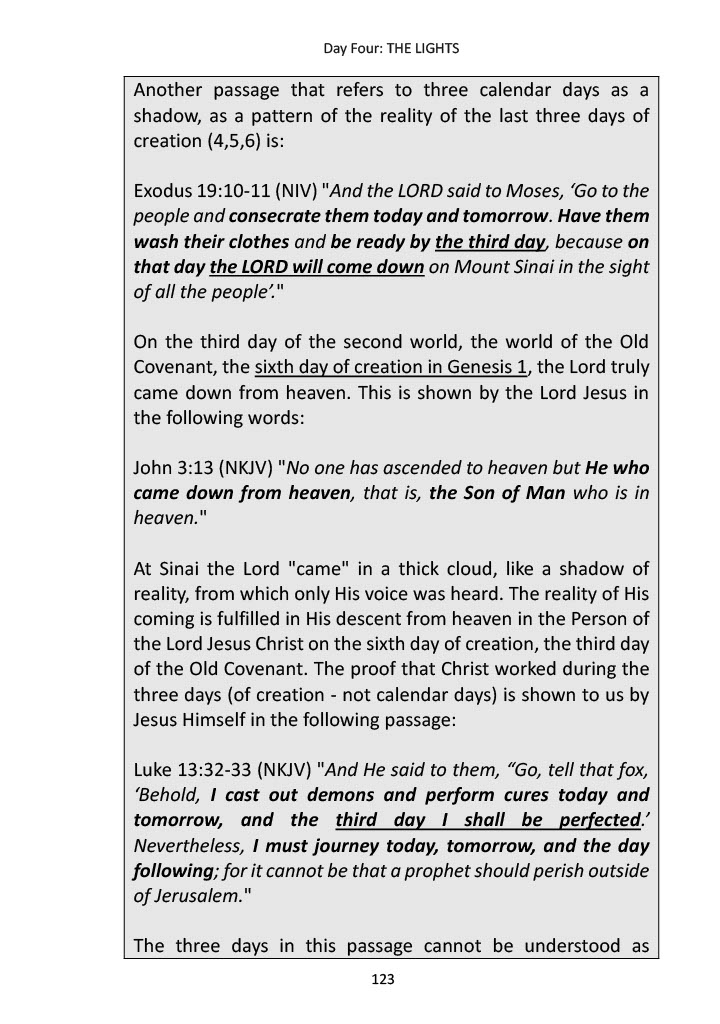 Day Four: THE LIGHTS
Another passage that refers to three calendar days as a
shadow, as a pattern of the reality of the last three days of
creation (4,5,6) is:
Exodus 19:10-11 (NIV) "And the LORD said to Moses, ‘Go to the
people and consecrate them today and tomorrow. Have them
wash their clothes and be ready by the third day, because on
that day the LORD will come down on Mount Sinai in the sight
of all the people’."
On the third day of the second world, the world of the Old
Covenant, the sixth day of creation in Genesis 1, the Lord truly
came down from heaven. This is shown by the Lord Jesus in
the following words:
John 3:13 (NKJV) "No one has ascended to heaven but He who
came down from heaven, that is, the Son of Man who is in
heaven."
At Sinai the Lord "came" in a thick cloud, like a shadow of
reality, from which only His voice was heard. The reality of His
coming is fulfilled in His descent from heaven in the Person of
the Lord Jesus Christ on the sixth day of creation, the third day
of the Old Covenant. The proof that Christ worked during the
three days (of creation - not calendar days) is shown to us by
Jesus Himself in the following passage:
Luke 13:32-33 (NKJV) "And He said to them, “Go, tell that fox,
‘Behold, I cast out demons and perform cures today and
tomorrow, and the third day I shall be perfected.’
Nevertheless, I must journey today, tomorrow, and the day
following; for it cannot be that a prophet should perish outside
of Jerusalem."
The three days in this passage cannot be understood as
123